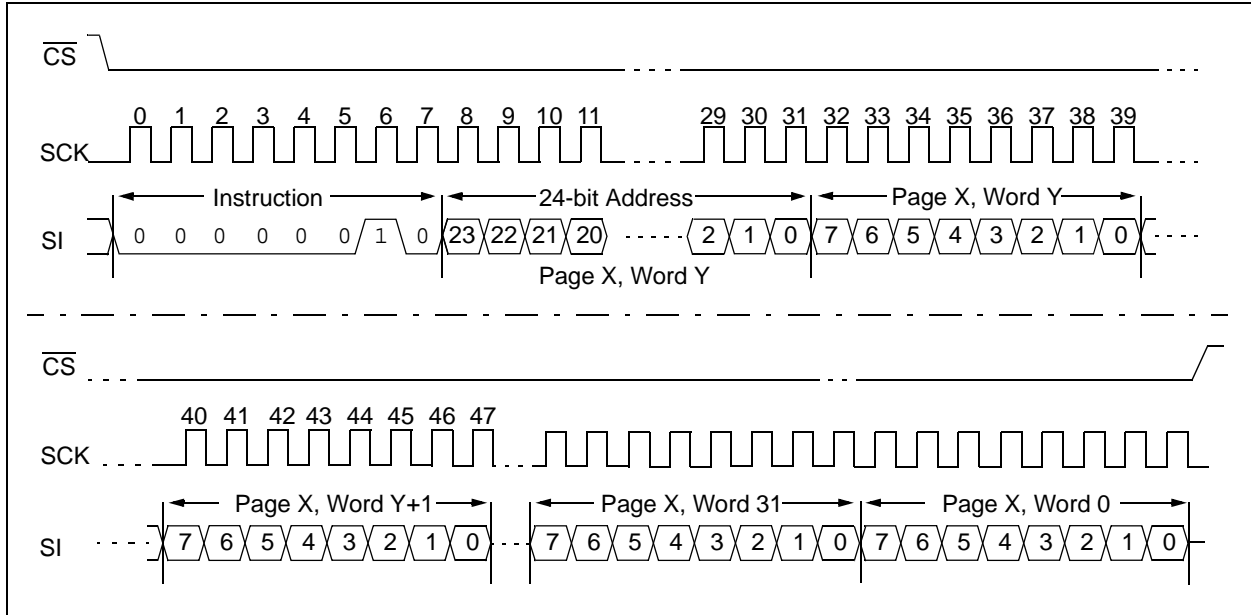 CS
0 1 2 3 4 5 6 7 8 9 10 11 29 30 31 32 33 34 35 36 37 38 39
SCK
Instruction 24-bit Address Page X, Word Y
SI 0 0 0 0 0 0 1 0 23 22 21 20 2 1 0 7 6 5 4 3 2 1 0
Page X, Word Y
CS
40 41 42 43 44 45 46 47
SCK
Page X, Word Y+1 Page X, Word 31 Page X, Word 0
SI 7 6 5 4 3 2 1 0 7 6 5 4 3 2 1 0 7 6 5 4 3 2 1 0